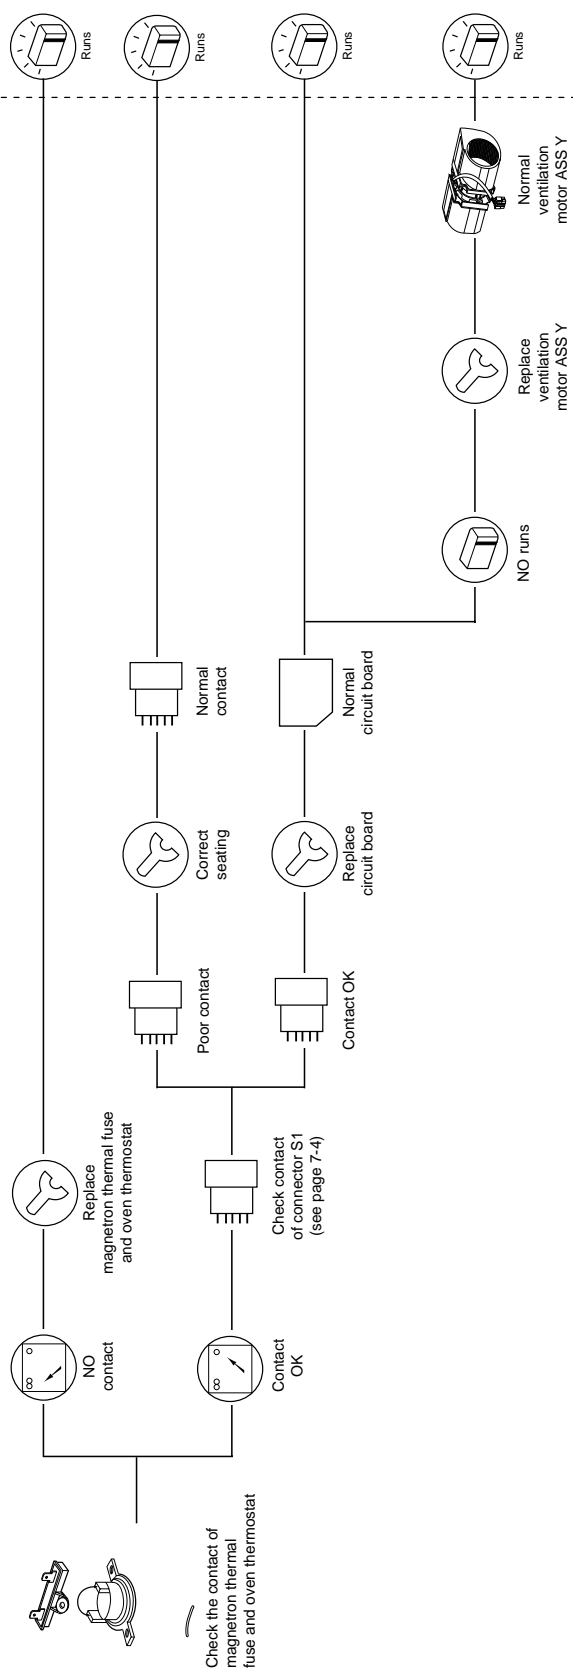 Check the contact of
magnetron thermal
fuse and oven thermostat
NO
contact
Replace
magnetron thermal fuse
and oven thermostat
Runs
Contact
OK
Check contact
of connector S1
(see page 7-4)
Poor contact
Correct
seating
Normal
contact
Runs
Contact OK
Replace
circuit board
Normal
circuit board
Runs
NO runs
Replace
ventilation
motor ASS Y
Normal
ventilation
motor ASS Y
Runs